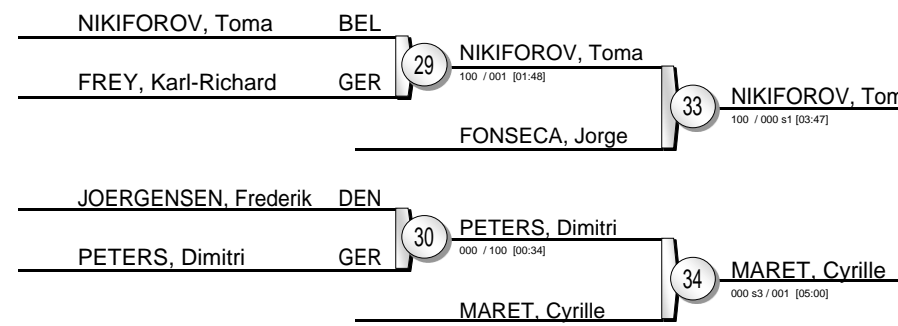 NIKIFOROV, Toma BEL
29
NIKIFOROV, Toma
100 / 001 [01:48]
FREY, Karl-Richard GER
33
NIKIFOROV, Tom
100 / 000 s1 [03:47]
FONSECA, Jorge
JOERGENSEN, Frederik DEN
30
PETERS, Dimitri
000 / 100 [00:34]
PETERS, Dimitri GER
34
MARET, Cyrille
000 s3 / 001 [05:00]
MARET, Cyrille